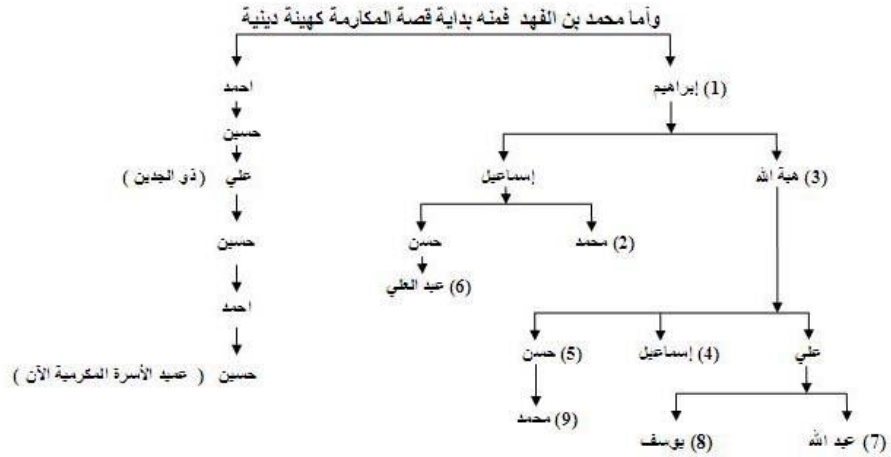 وأما محمد بن الفهد فمنه بداية قصة المكارمة كهينة دينية
(1) إبراهيم
احمد
حسين
(3) هبة الله
إسماعيل
علي ( ذو الجدين )
(2) محمد
حسن
حسين
(6) عبد العلي
احمد
علي
(4) إسماعيل
(5) حسن
حسين ( عميد الأسرة المكرمية الآن )
(9) محمد
(7) عبد الله
(8) يوسف